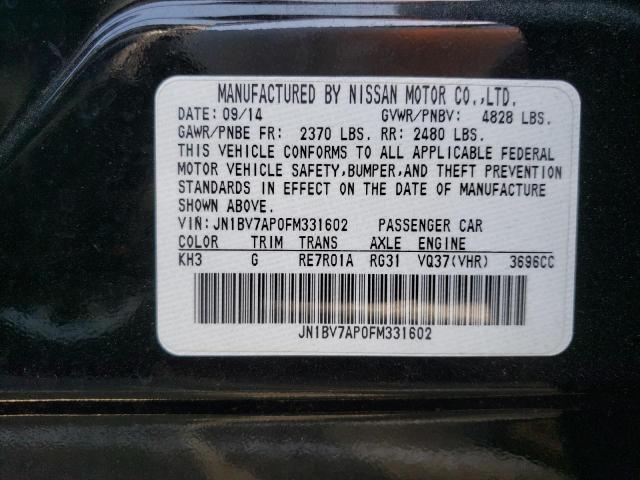 MANUFACTURED BY NISSAN MOTOR CO.,LTD.
DATE: 09/14 GVWR/PNBV: 4828 LBS.
GAWR/PNBE FR: 2370 LBS. RR: 2480 LBS.
THIS VEHICLE CONFORMS TO ALL APPLICABLE FEDERAL
MOTOR VEHICLE SAFETY,BUMPER,AND THEFT PREVENTION
STANDARDS IN EFFECT ON THE DATE OF MANUFACTURE
SHOWN ABOVE.
VIN: JN1BV7AP0FM331602 PASSENGER CAR
COLOR TRIM TRANS AXLE ENGINE
KH3 G RE7R01A RG31 VQ37(VHR) 3696CC
JN1BV7AP0FM331602